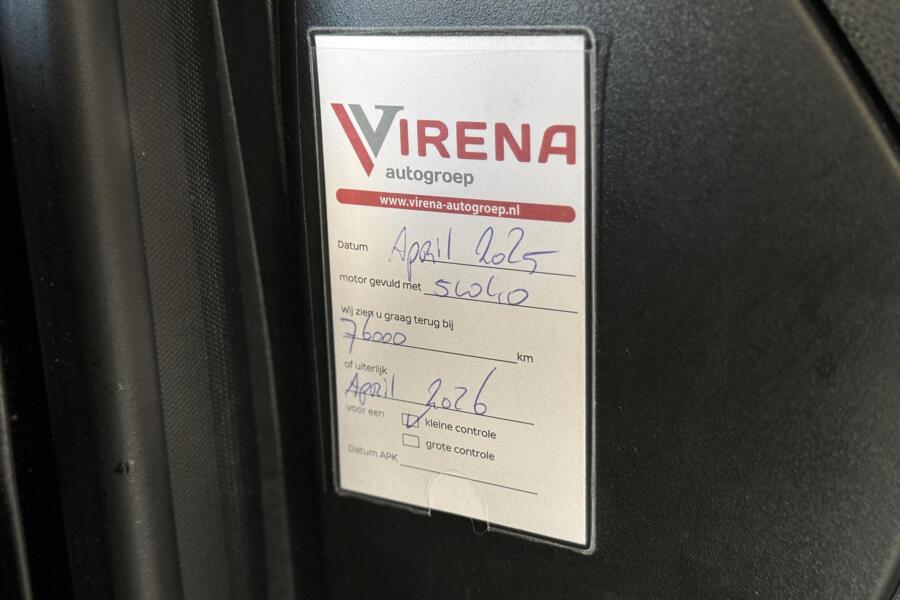 VIRENA
autogroep
www.virena-autogroep.nl
Datum April 2025
motor gevuld met 5W40
Wij zien u graag terug bij
76000 km
of uiterlijk
April 2026
voor een kleine controle
grote controle
Datum APK